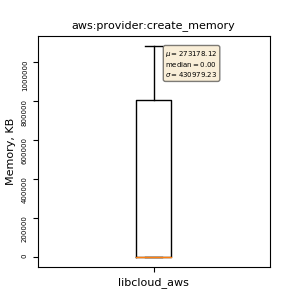 aws:provider:create_memory
μ = 273178.12
median = 0.00
σ = 430979.23
Memory, KB
1000000
800000
600000
400000
200000
0
libcloud_aws